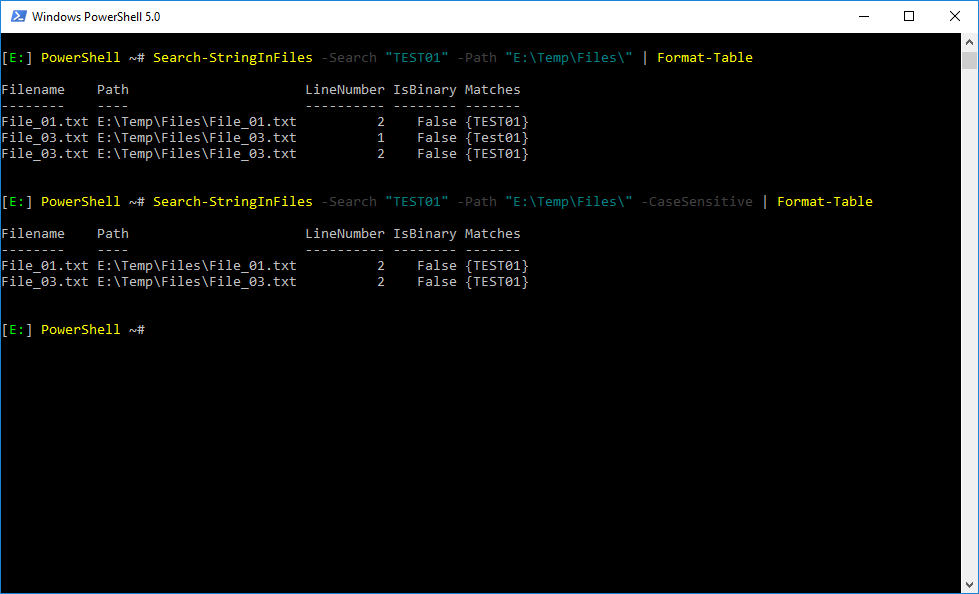 Windows PowerShell 5.0
[E:] PowerShell ~# Search-StringInFiles -Search "TEST01" -Path "E:\Temp\Files\" | Format-Table
Filename    Path                      LineNumber IsBinary Matches
--------    ----                      ---------- -------- -------
File_01.txt E:\Temp\Files\File_01.txt          2    False {TEST01}
File_03.txt E:\Temp\Files\File_03.txt          1    False {Test01}
File_03.txt E:\Temp\Files\File_03.txt          2    False {TEST01}
[E:] PowerShell ~# Search-StringInFiles -Search "TEST01" -Path "E:\Temp\Files\" -CaseSensitive | Format-Table
Filename    Path                      LineNumber IsBinary Matches
--------    ----                      ---------- -------- -------
File_01.txt E:\Temp\Files\File_01.txt          2    False {TEST01}
File_03.txt E:\Temp\Files\File_03.txt          2    False {TEST01}
[E:] PowerShell ~#